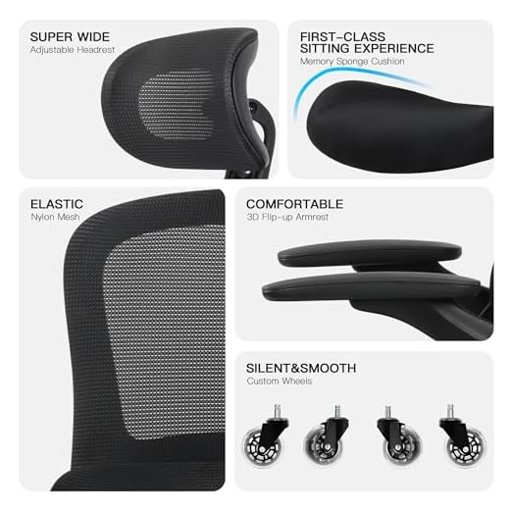 SUPER WIDE
Adjustable Headrest
FIRST-CLASS
SITTING EXPERIENCE
Memory Sponge Cushion
ELASTIC
Nylon Mesh
COMFORTABLE
3D Flip-up Armrest
SILENT&SMOOTH
Custom Wheels